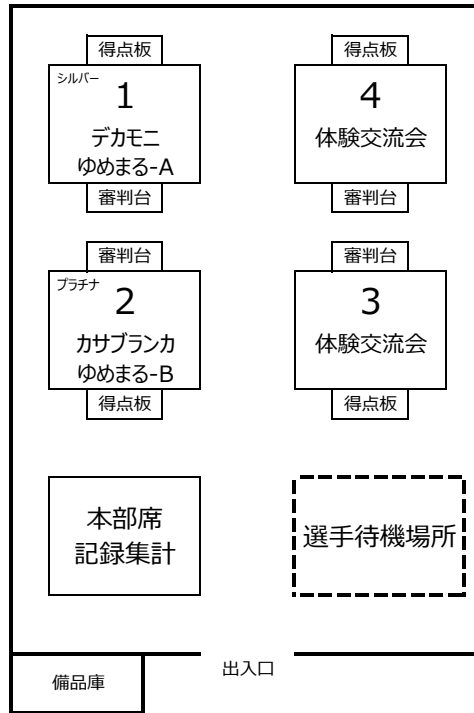 得点板
シルバー
1
デカモニ
ゆめまる-A
審判台
得点板
4
体験交流会
審判台
審判台
プラチナ
2
カサブランカ
ゆめまる-B
得点板
審判台
3
体験交流会
得点板
本部席
記録集計
選手待機場所
備品庫
出入口